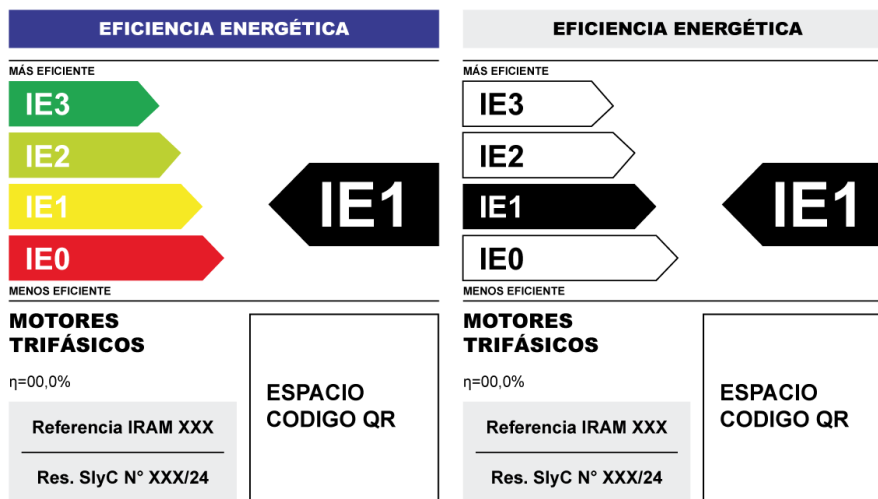 EFICIENCIA ENERGÉTICA
MÁS EFICIENTE
IE3
IE2
IE1
IE0
IE1
MENOS EFICIENTE
MOTORES
TRIFÁSICOS
η=00,0%
Referencia IRAM XXX
Res. SIyC N° XXX/24
ESPACIO
CODIGO QR
EFICIENCIA ENERGÉTICA
MÁS EFICIENTE
IE3
IE2
IE1
IE0
IE1
MENOS EFICIENTE
MOTORES
TRIFÁSICOS
η=00,0%
Referencia IRAM XXX
Res. SIyC N° XXX/24
ESPACIO
CODIGO QR